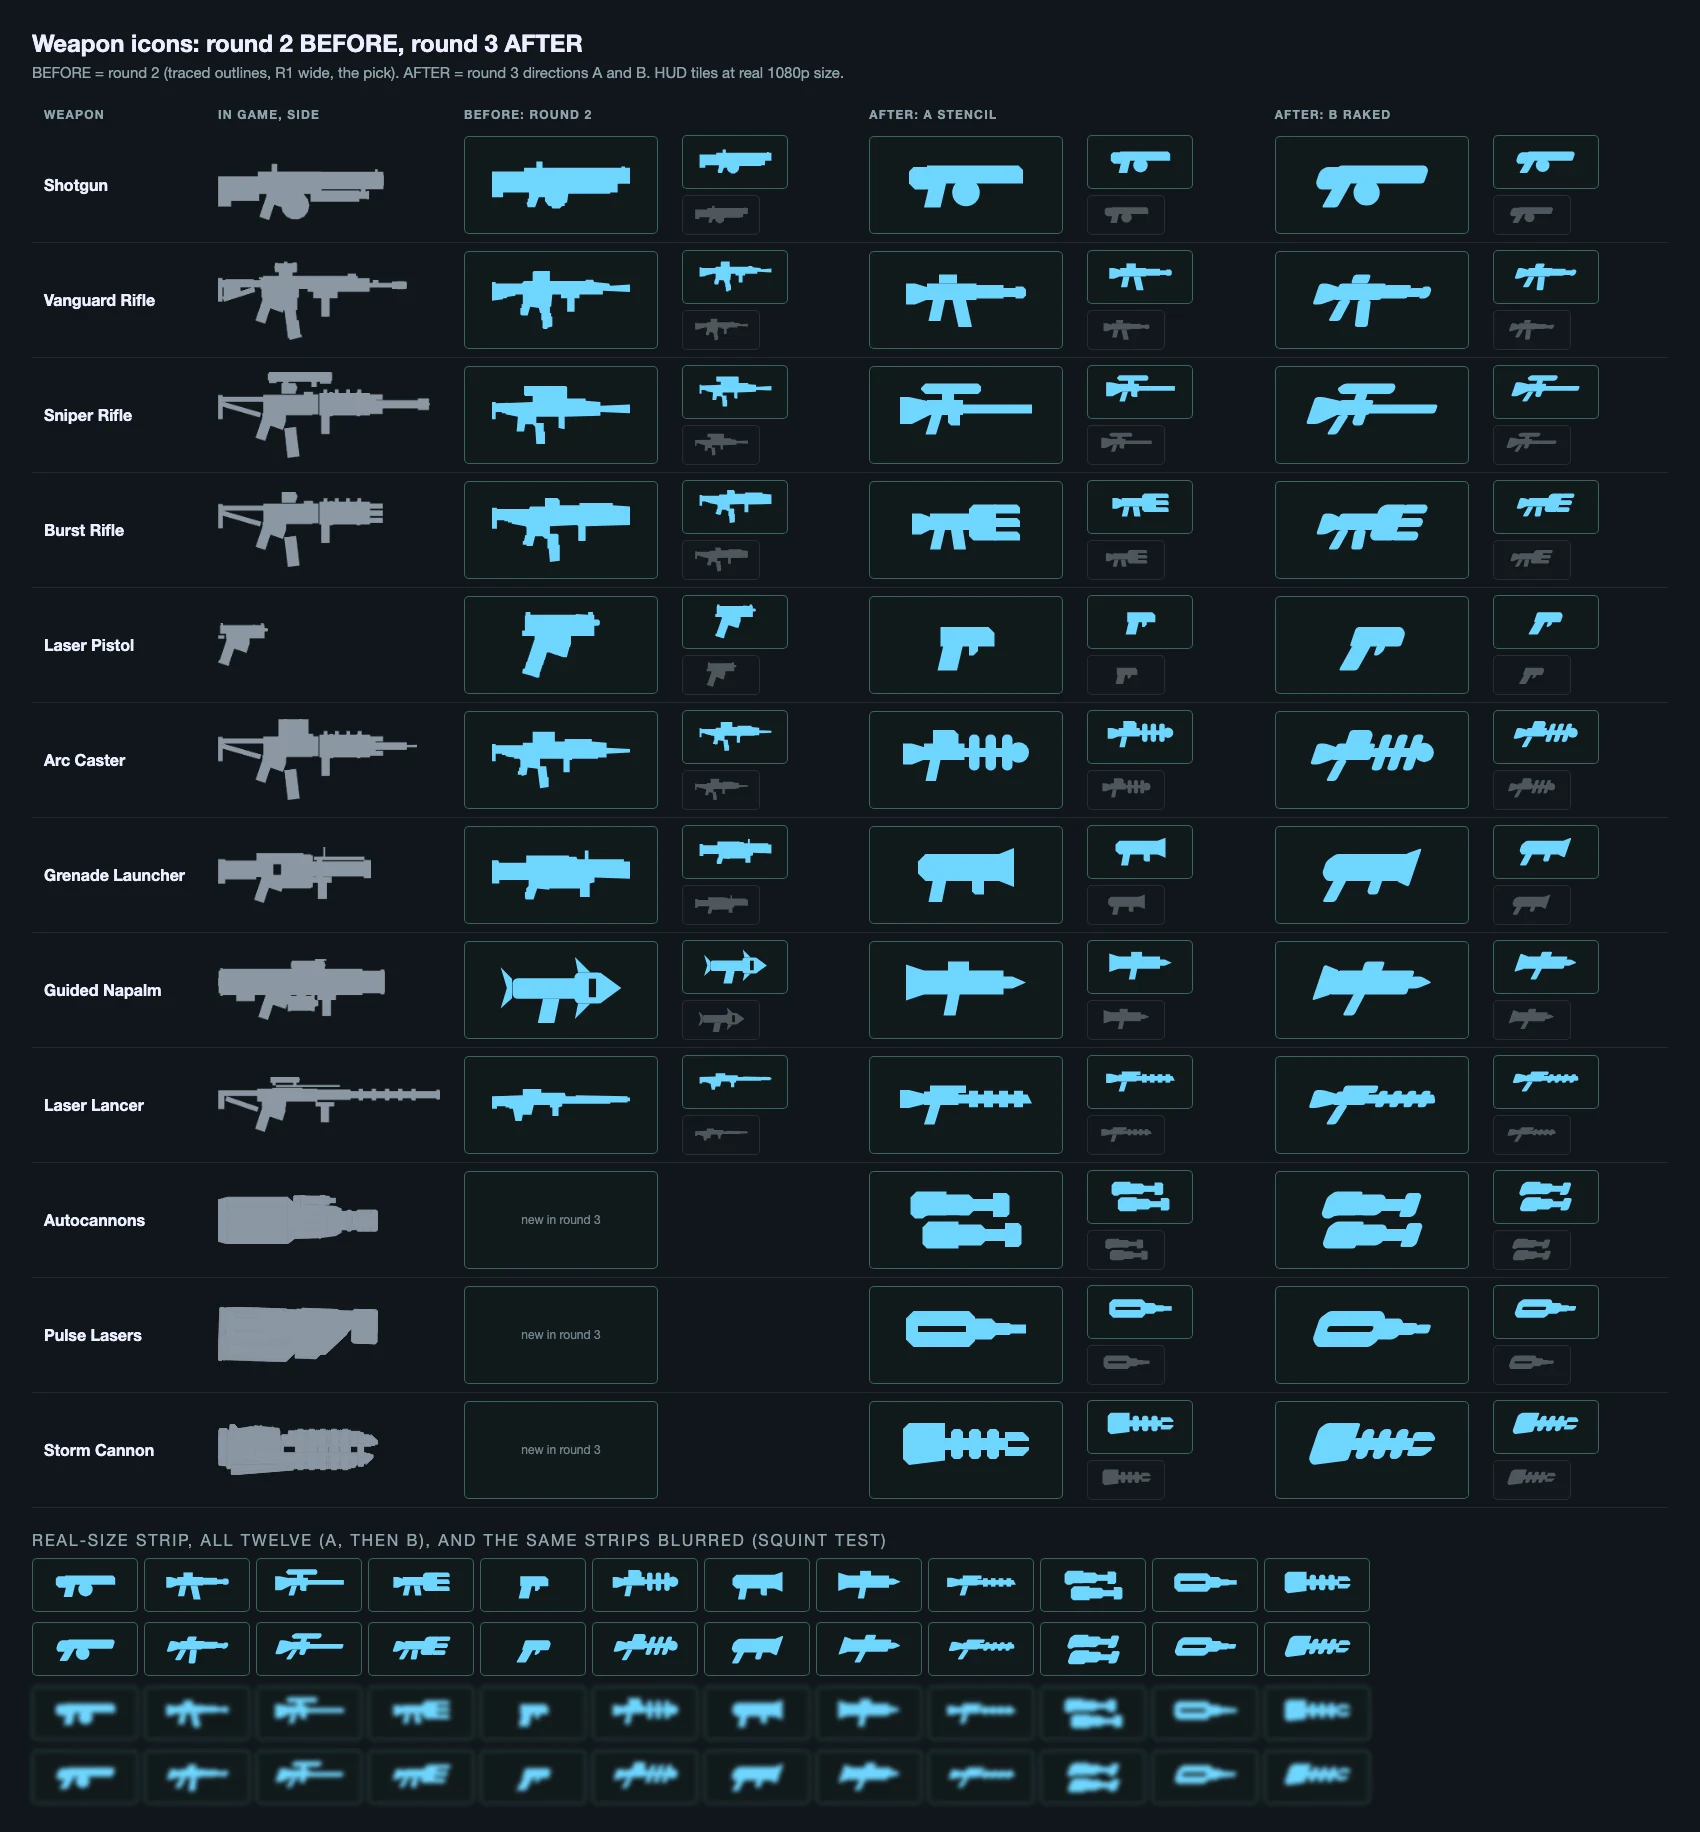 Weapon icons: round 2 BEFORE, round 3 AFTER
BEFORE = round 2 (traced outlines, R1 wide, the pick). AFTER = round 3 directions A and B. HUD tiles at real 1080p size.
WEAPON IN GAME, SIDE BEFORE: ROUND 2 AFTER: A STENCIL AFTER: B RAKED
Shotgun
Vanguard Rifle
Sniper Rifle
Burst Rifle
Laser Pistol
Arc Caster
Grenade Launcher
Guided Napalm
Laser Lancer
Autocannons new in round 3
Pulse Lasers new in round 3
Storm Cannon new in round 3
REAL-SIZE STRIP, ALL TWELVE (A, THEN B), AND THE SAME STRIPS BLURRED (SQUINT TEST)